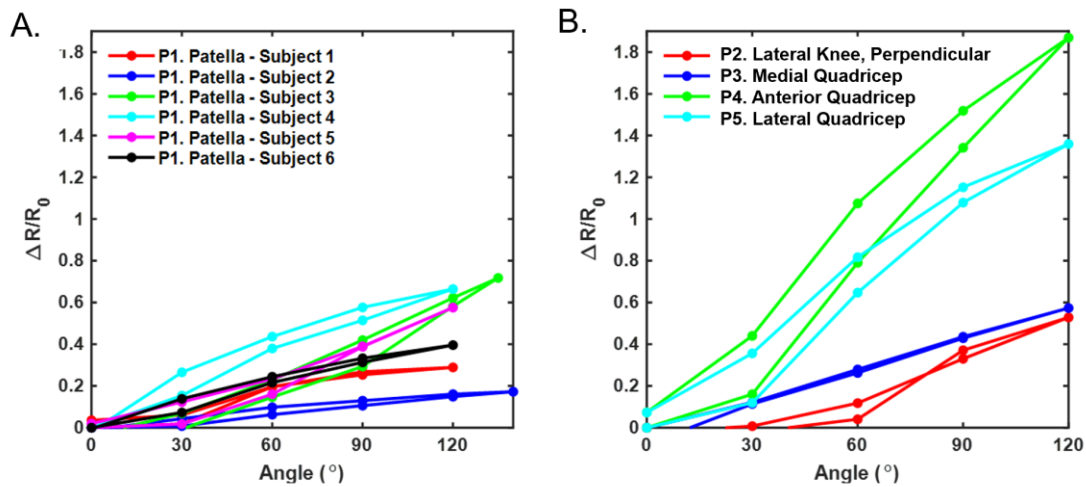 A.
1.8
1.6
1.4
1.2
1
0.8
0.6
0.4
0.2
0
Δ R/R0
P1. Patella - Subject 1
P1. Patella - Subject 2
P1. Patella - Subject 3
P1. Patella - Subject 4
P1. Patella - Subject 5
P1. Patella - Subject 6
0 30 60 90 120
Angle (°)
B.
1.8
1.6
1.4
1.2
1
0.8
0.6
0.4
0.2
0
Δ R/R0
P2. Lateral Knee, Perpendicular
P3. Medial Quadricep
P4. Anterior Quadricep
P5. Lateral Quadricep
0 30 60 90 120
Angle (°)